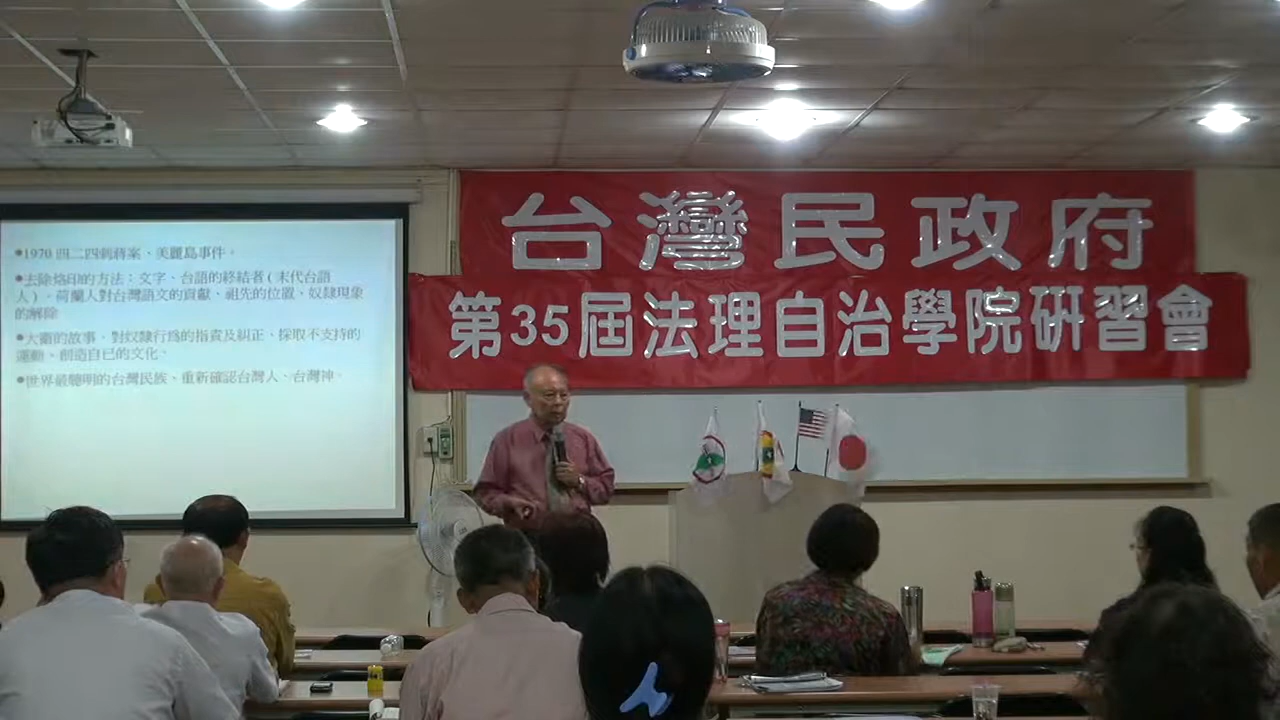 台灣民政府
第35屆法理自治學院研習會
●1970 四二四刺蔣案、美麗島事件。
●去除烙印的方法：文字、台語的終結者(末代台語
人)、荷蘭人對台灣語文的貢獻、祖先的位置、奴隸現象
的解除
●大衛的故事、對奴隸行為的指責及糾正、採取不支持的
運動、創造自已的文化、
●世界最聰明的台灣民族、重新確認台灣人、台灣神。